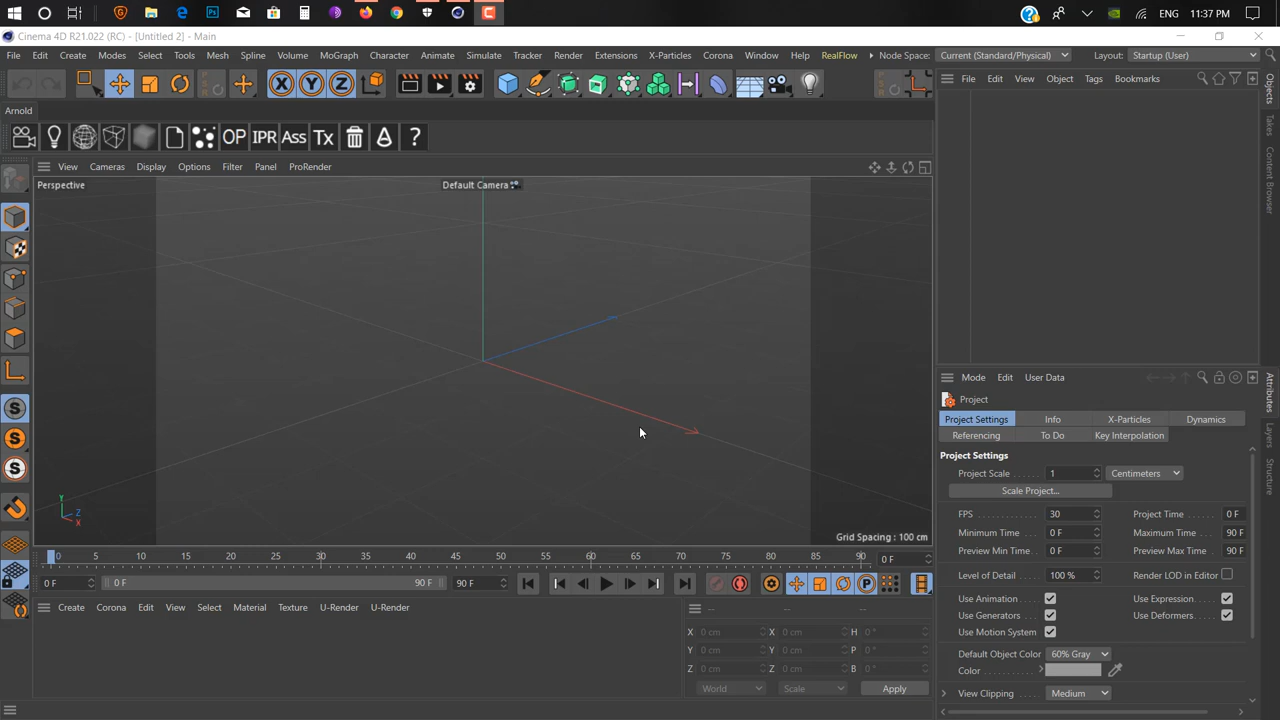 ENG 11:37 PM
Cinema 4D R21.022 (RC) - [Untitled 2] - Main
File Edit Create Modes Select Tools Mesh Spline Volume MoGraph Character Animate Simulate Tracker Render Extensions X-Particles Corona Window Help RealFlow Node Space: Current (Standard/Physical) Layout: Startup (User)
X Y Z File Edit View Object Tags Bookmarks
Arnold
OP IPR Ass Tx ?
View Cameras Display Options Filter Panel ProRender
Perspective Default Camera
Objects
Takes
Content Browser
Mode Edit User Data
Project
Project Settings Info X-Particles Dynamics
Referencing To Do Key Interpolation
Project Settings
Project Scale 1 Centimeters
Scale Project...
FPS 30 Project Time 0 F
Minimum Time 0 F Maximum Time 90 F
Preview Min Time 0 F Preview Max Time 90 F
Level of Detail 100 % Render LOD in Editor
Use Animation Use Expression
Use Generators Use Deformers
Use Motion System
Default Object Color 60% Gray
Color
View Clipping Medium
Attributes
Layers
Structure
S
S
S
Y Z X
Grid Spacing : 100 cm
0 5 10 15 20 25 30 35 40 45 50 55 60 65 70 75 80 85 90 0 F
0 F 0 F 90 F 90 F P
Create Corona Edit View Select Material Texture U-Render U-Render
-- -- --
X 0 cm X 0 cm H 0 °
Y 0 cm Y 0 cm P 0 °
Z 0 cm Z 0 cm B 0 °
World Scale Apply